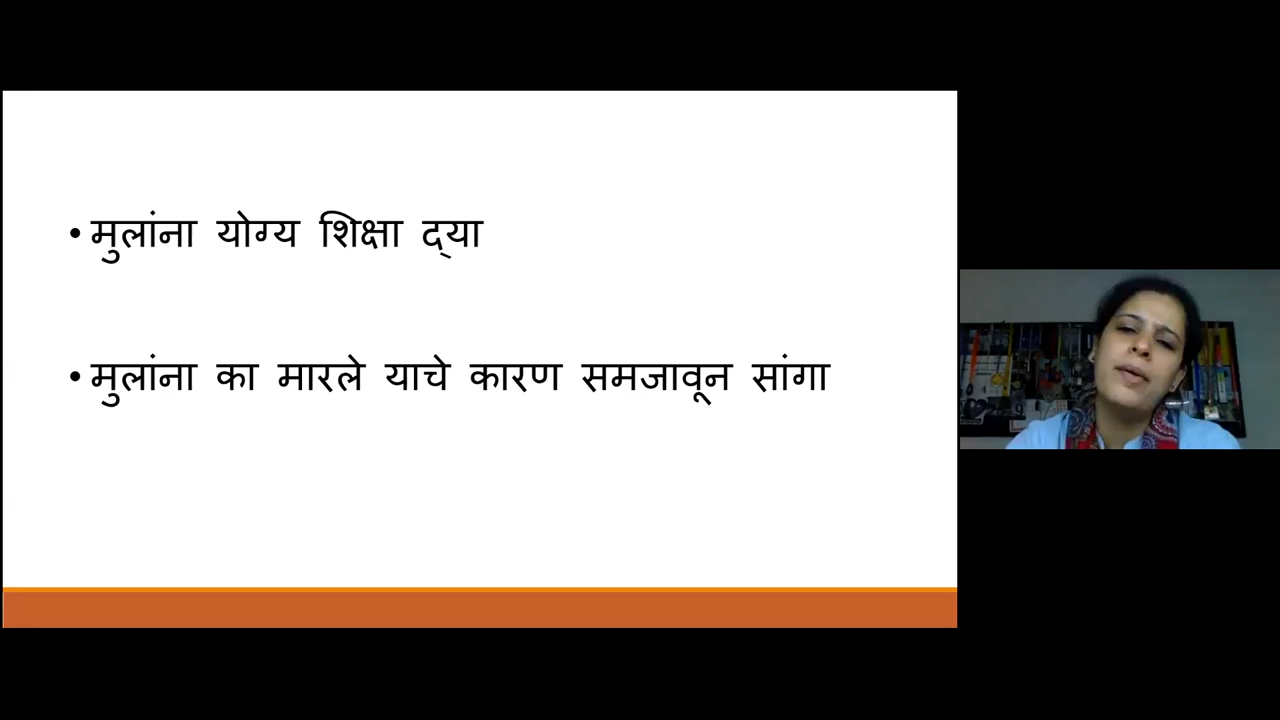 • मुलांना योग्य शिक्षा द्‌या
• मुलांना का मारले याचे कारण समजावून सांगा